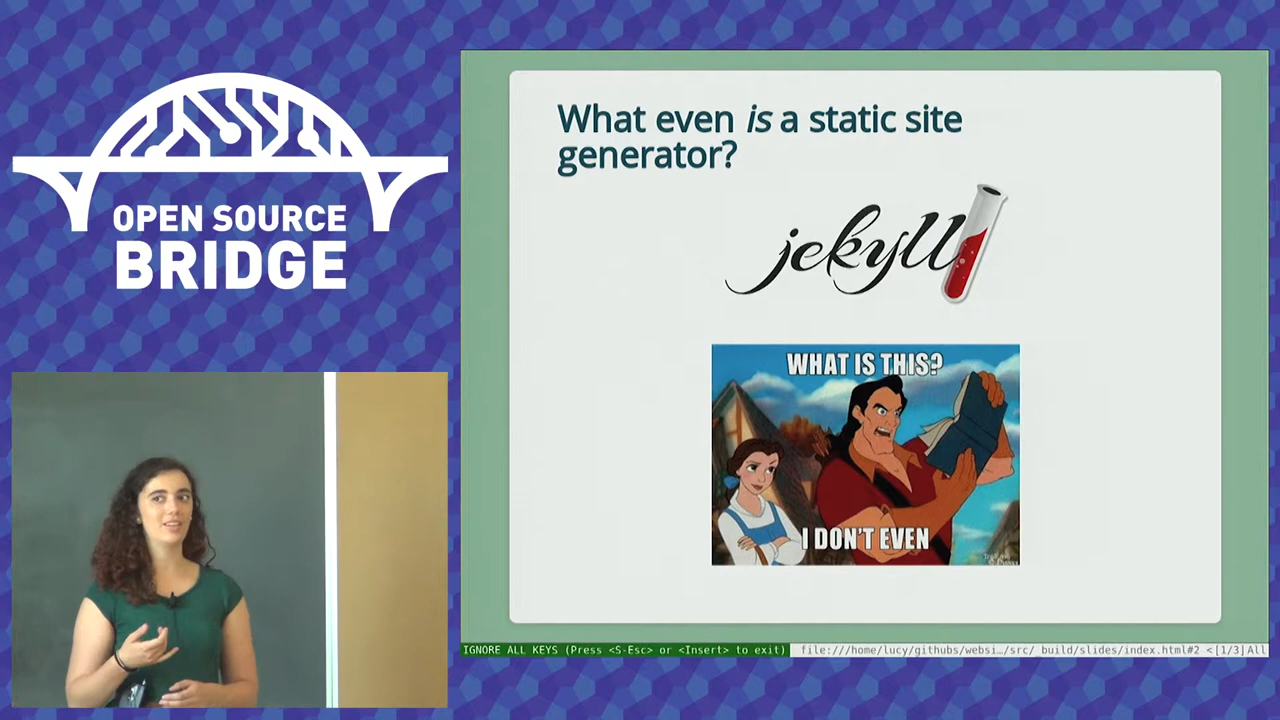 OPEN SOURCE
BRIDGE
What even is a static site
generator?
jekyll
WHAT IS THIS?
I DON'T EVEN
IGNORE ALL KEYS (Press <S-Esc> or <Insert> to exit)
file:///home/lucy/githubs/websi…/src/_build/slides/index.html#2 <[1/3]All